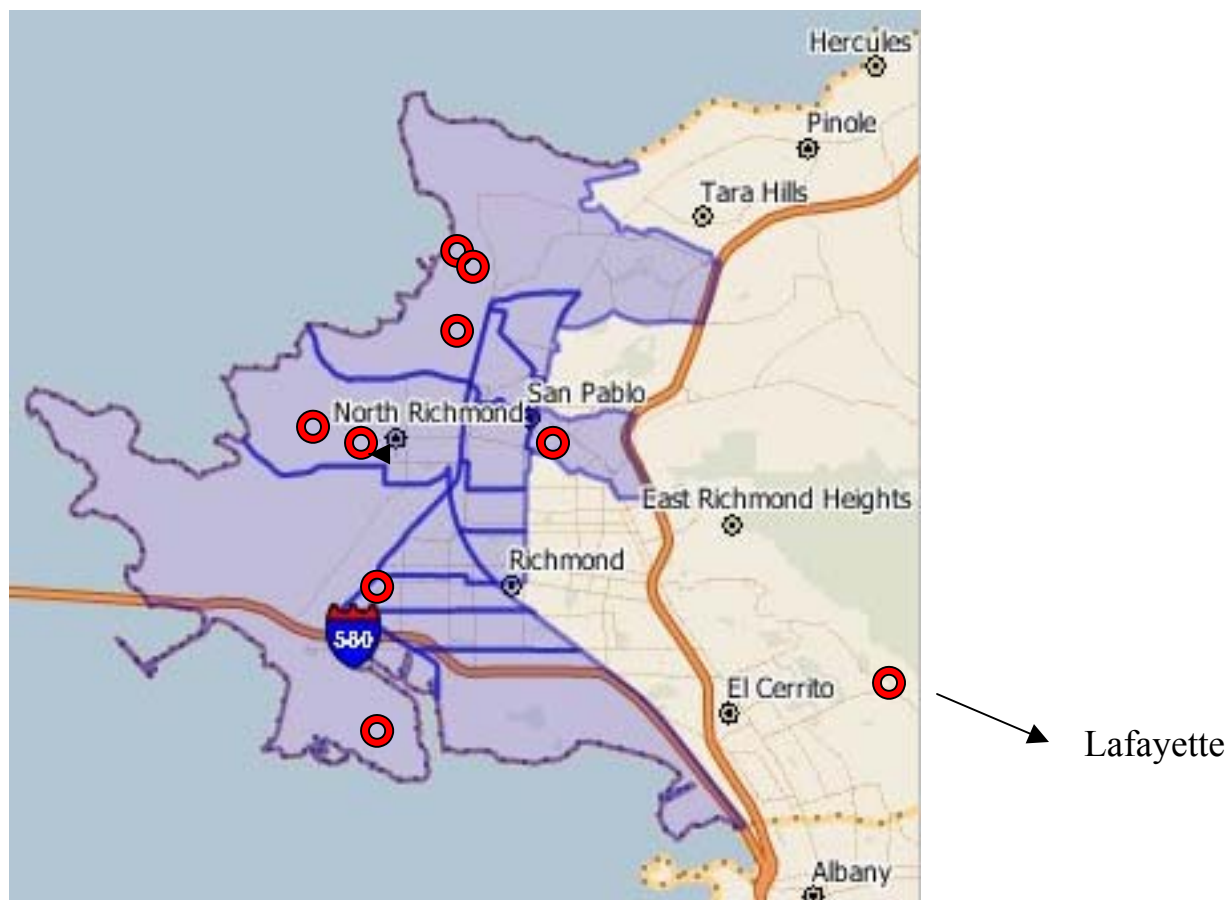 Hercules
Pinole
Tara Hills
San Pablo
North Richmond
East Richmond Heights
Richmond
580
El Cerrito
Lafayette
Albany